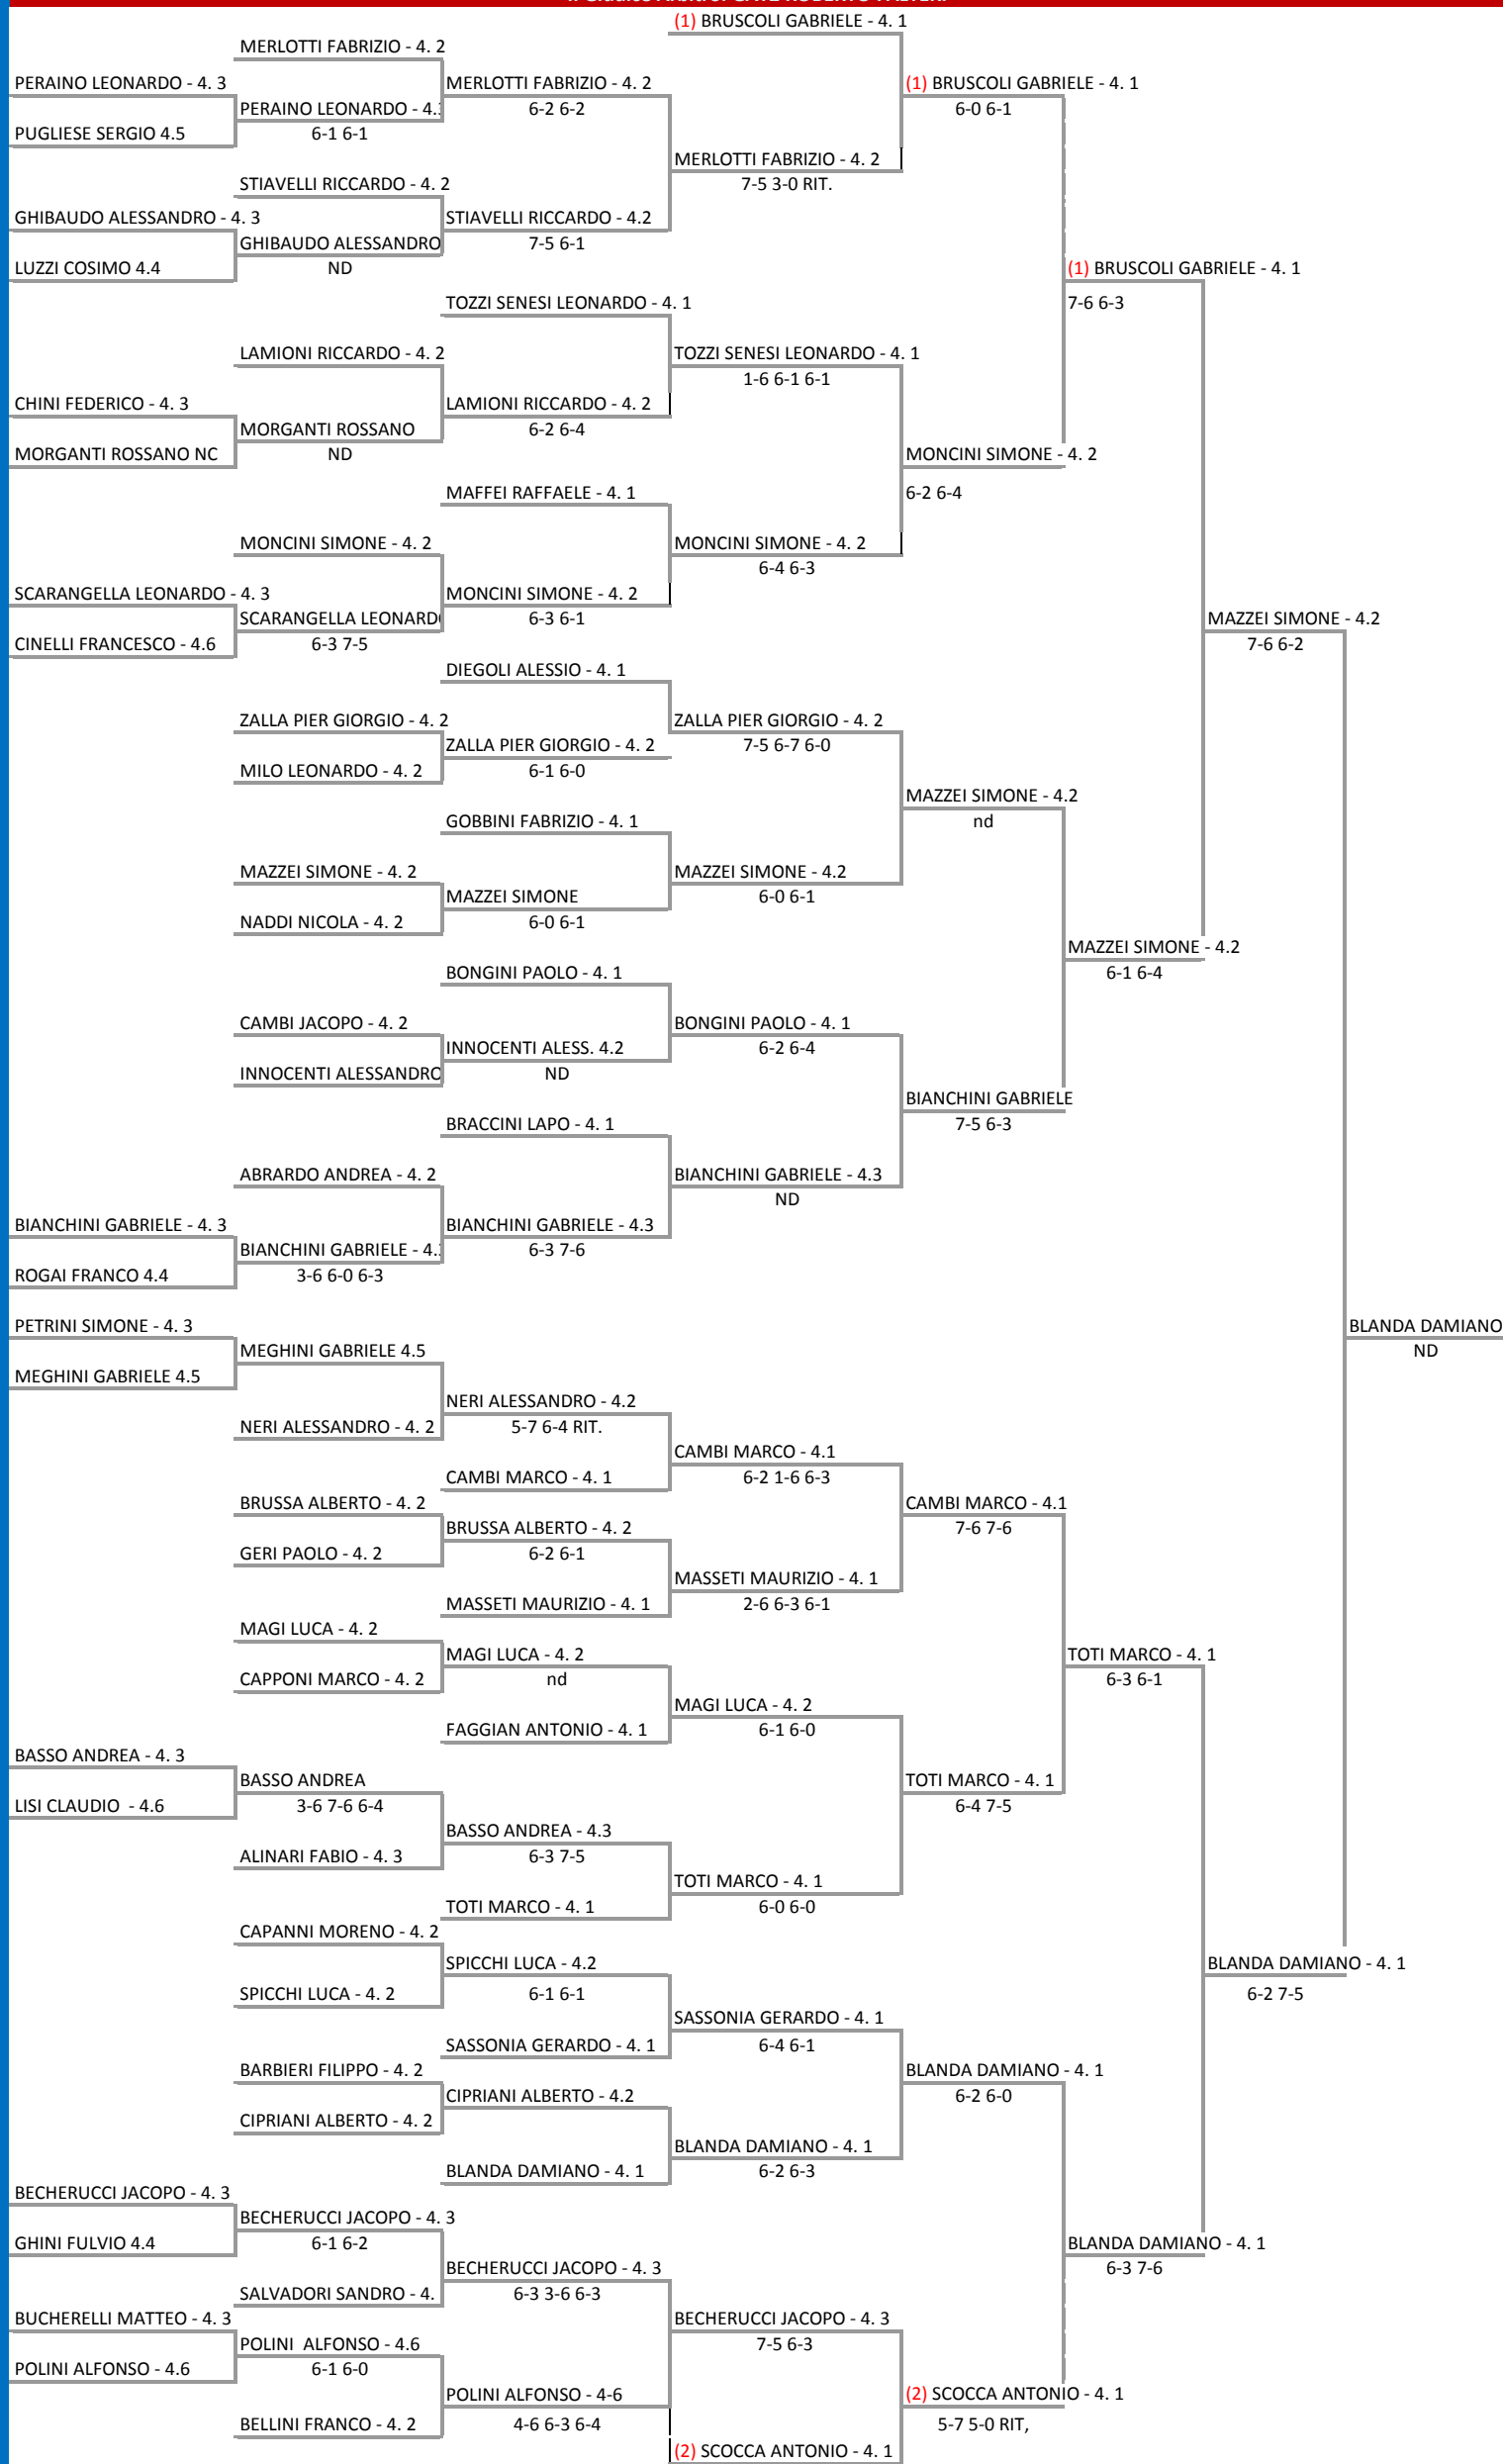 (1) BRUSCOLI GABRIELE - 4. 1
MERLOTTI FABRIZIO - 4. 2
PERAINO LEONARDO - 4. 3
MERLOTTI FABRIZIO - 4. 2
(1) BRUSCOLI GABRIELE - 4. 1
PERAINO LEONARDO - 4.
6-2 6-2
6-0 6-1
PUGLIESE SERGIO 4.5
6-1 6-1
MERLOTTI FABRIZIO - 4. 2
7-5 3-0 RIT.
STIAVELLI RICCARDO - 4. 2
GHIBAUDO ALESSANDRO - 4. 3
STIAVELLI RICCARDO - 4.2
GHIBAUDO ALESSANDRO
7-5 6-1
LUZZI COSIMO 4.4
ND
(1) BRUSCOLI GABRIELE - 4. 1
7-6 6-3
TOZZI SENESI LEONARDO - 4. 1
LAMIONI RICCARDO - 4. 2
TOZZI SENESI LEONARDO - 4. 1
1-6 6-1 6-1
CHINI FEDERICO - 4. 3
LAMIONI RICCARDO - 4. 2
MORGANTI ROSSANO
6-2 6-4
MORGANTI ROSSANO NC
ND
MONCINI SIMONE - 4. 2
6-2 6-4
MAFFEI RAFFAELE - 4. 1
MONCINI SIMONE - 4. 2
MONCINI SIMONE - 4. 2
6-4 6-3
SCARANGELLA LEONARDO - 4. 3
MONCINI SIMONE - 4. 2
SCARANGELLA LEONARD
6-3 6-1
MAZZEI SIMONE - 4.2
CINELLI FRANCESCO - 4.6
6-3 7-5
7-6 6-2
DIEGOLI ALESSIO - 4. 1
ZALLA PIER GIORGIO - 4. 2
ZALLA PIER GIORGIO - 4. 2
ZALLA PIER GIORGIO - 4. 2
7-5 6-7 6-0
MILO LEONARDO - 4. 2
6-1 6-0
MAZZEI SIMONE - 4.2
nd
GOBBINI FABRIZIO - 4. 1
MAZZEI SIMONE - 4. 2
MAZZEI SIMONE - 4.2
MAZZEI SIMONE
6-0 6-1
NADDI NICOLA - 4. 2
6-0 6-1
MAZZEI SIMONE - 4.2
6-1 6-4
BONGINI PAOLO - 4. 1
CAMBI JACOPO - 4. 2
BONGINI PAOLO - 4. 1
INNOCENTI ALESS. 4.2
6-2 6-4
INNOCENTI ALESSANDRO
ND
BIANCHINI GABRIELE
7-5 6-3
BRACCINI LAPO - 4. 1
ABRARDO ANDREA - 4. 2
BIANCHINI GABRIELE - 4.3
ND
BIANCHINI GABRIELE - 4. 3
BIANCHINI GABRIELE - 4.3
BIANCHINI GABRIELE - 4.
6-3 7-6
ROGAI FRANCO 4.4
3-6 6-0 6-3
PETRINI SIMONE - 4. 3
BLANDA DAMIANO
MEGHINI GABRIELE 4.5
ND
MEGHINI GABRIELE 4.5
NERI ALESSANDRO - 4.2
NERI ALESSANDRO - 4. 2
5-7 6-4 RIT.
CAMBI MARCO - 4.1
CAMBI MARCO - 4. 1
6-2 1-6 6-3
BRUSSA ALBERTO - 4. 2
CAMBI MARCO - 4.1
BRUSSA ALBERTO - 4. 2
7-6 7-6
GERI PAOLO - 4. 2
6-2 6-1
MASSETI MAURIZIO - 4. 1
MASSETI MAURIZIO - 4. 1
2-6 6-3 6-1
MAGI LUCA - 4. 2
MAGI LUCA - 4. 2
TOTI MARCO - 4. 1
CAPPONI MARCO - 4. 2
nd
6-3 6-1
MAGI LUCA - 4. 2
FAGGIAN ANTONIO - 4. 1
6-1 6-0
BASSO ANDREA - 4. 3
BASSO ANDREA
TOTI MARCO - 4. 1
LISI CLAUDIO - 4.6
3-6 7-6 6-4
6-4 7-5
BASSO ANDREA - 4.3
ALINARI FABIO - 4. 3
6-3 7-5
TOTI MARCO - 4. 1
TOTI MARCO - 4. 1
6-0 6-0
CAPANNI MORENO - 4. 2
SPICCHI LUCA - 4.2
BLANDA DAMIANO - 4. 1
SPICCHI LUCA - 4. 2
6-1 6-1
6-2 7-5
SASSONIA GERARDO - 4. 1
SASSONIA GERARDO - 4. 1
6-4 6-1
BARBIERI FILIPPO - 4. 2
BLANDA DAMIANO - 4. 1
CIPRIANI ALBERTO - 4.2
6-2 6-0
CIPRIANI ALBERTO - 4. 2
BLANDA DAMIANO - 4. 1
BLANDA DAMIANO - 4. 1
6-2 6-3
BECHERUCCI JACOPO - 4. 3
BECHERUCCI JACOPO - 4. 3
GHINI FULVIO 4.4
6-1 6-2
BLANDA DAMIANO - 4. 1
BECHERUCCI JACOPO - 4. 3
6-3 7-6
SALVADORI SANDRO - 4.
6-3 3-6 6-3
BUCHERELLI MATTEO - 4. 3
BECHERUCCI JACOPO - 4. 3
POLINI ALFONSO - 4.6
7-5 6-3
POLINI ALFONSO - 4.6
6-1 6-0
POLINI ALFONSO - 4-6
(2) SCOCCA ANTONIO - 4. 1
BELLINI FRANCO - 4. 2
4-6 6-3 6-4
5-7 5-0 RIT,
(2) SCOCCA ANTONIO - 4. 1